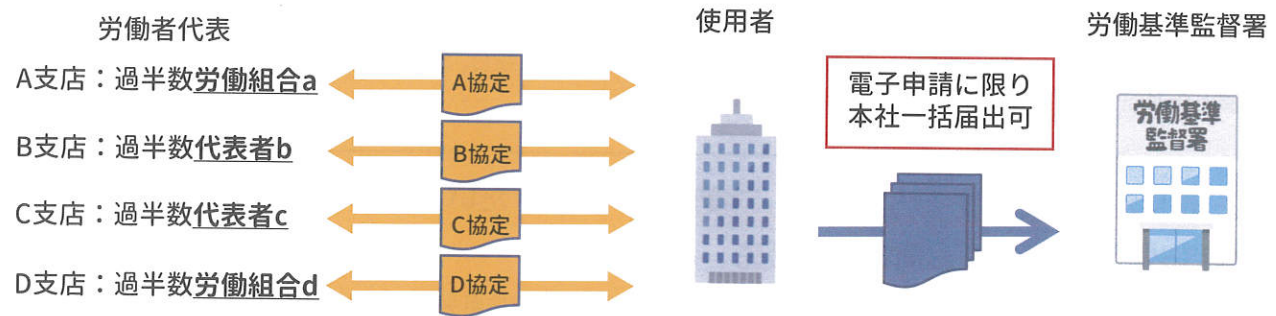 労働者代表
使用者
労働基準監督署
A支店：過半数労働組合a
A協定
B支店：過半数代表者b
B協定
C支店：過半数代表者c
C協定
D支店：過半数労働組合d
D協定
電子申請に限り
本社一括届出可
労働基準
監督署